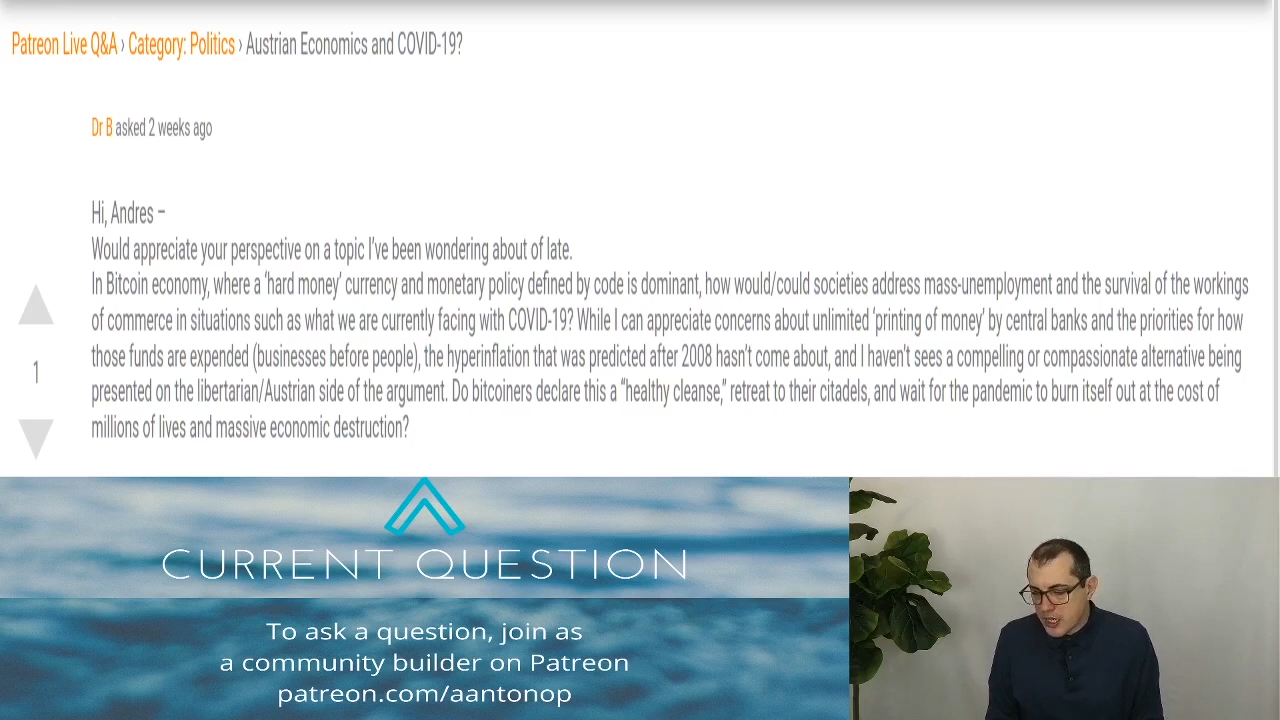 Patreon Live Q&A › Category: Politics › Austrian Economics and COVID-19?
Dr B asked 2 weeks ago
Hi, Andres –
Would appreciate your perspective on a topic I've been wondering about of late.
In Bitcoin economy, where a 'hard money' currency and monetary policy defined by code is dominant, how would/could societies address mass-unemployment and the survival of the workings
of commerce in situations such as what we are currently facing with COVID-19? While I can appreciate concerns about unlimited 'printing of money' by central banks and the priorities for how
1
those funds are expended (businesses before people), the hyperinflation that was predicted after 2008 hasn't come about, and I haven't sees a compelling or compassionate alternative being
presented on the libertarian/Austrian side of the argument. Do bitcoiners declare this a "healthy cleanse," retreat to their citadels, and wait for the pandemic to burn itself out at the cost of
millions of lives and massive economic destruction?
CURRENT QUESTION
To ask a question, join as
a community builder on Patreon
patreon.com/aantonop